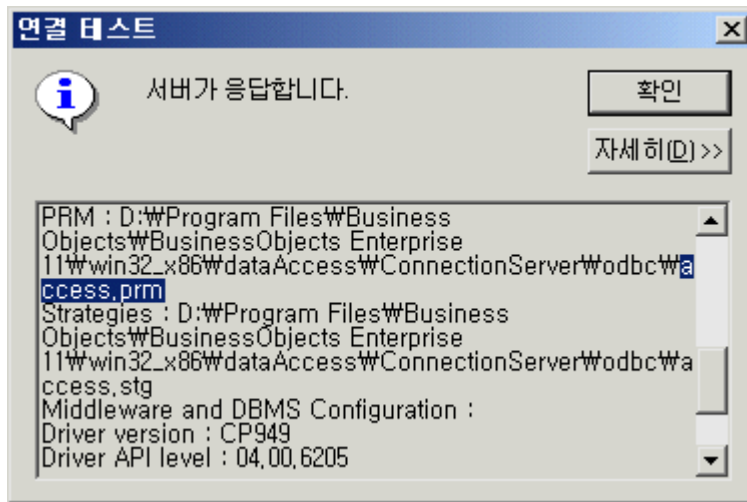 연결 테스트
서버가 응답합니다.
확인
자세히(D)>>
PRM : D:₩Program Files₩Business
Objects₩BusinessObjects Enterprise
11₩win32_x86₩dataAccess₩ConnectionServer₩odbc₩a
ccess.prm
Strategies : D:₩Program Files₩Business
Objects₩BusinessObjects Enterprise
11₩win32_x86₩dataAccess₩ConnectionServer₩odbc₩a
ccess.stg
Middleware and DBMS Configuration :
Driver version : CP949
Driver API level : 04.00.6205